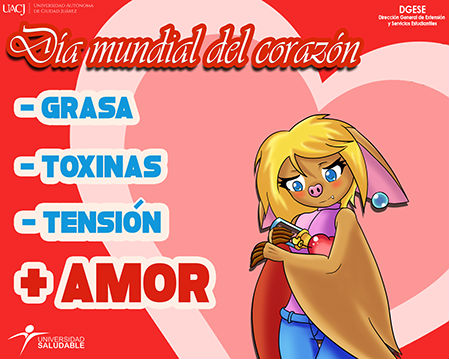 UACJ
UNIVERSIDAD AUTÓNOMA
DE CIUDAD JUÁREZ
DGESE
Dirección General de Extensión
y Servicios Estudiantiles
Día mundial del corazón
- GRASA
- TOXINAS
- TENSIÓN
+ AMOR
UNIVERSIDAD
SALUDABLE